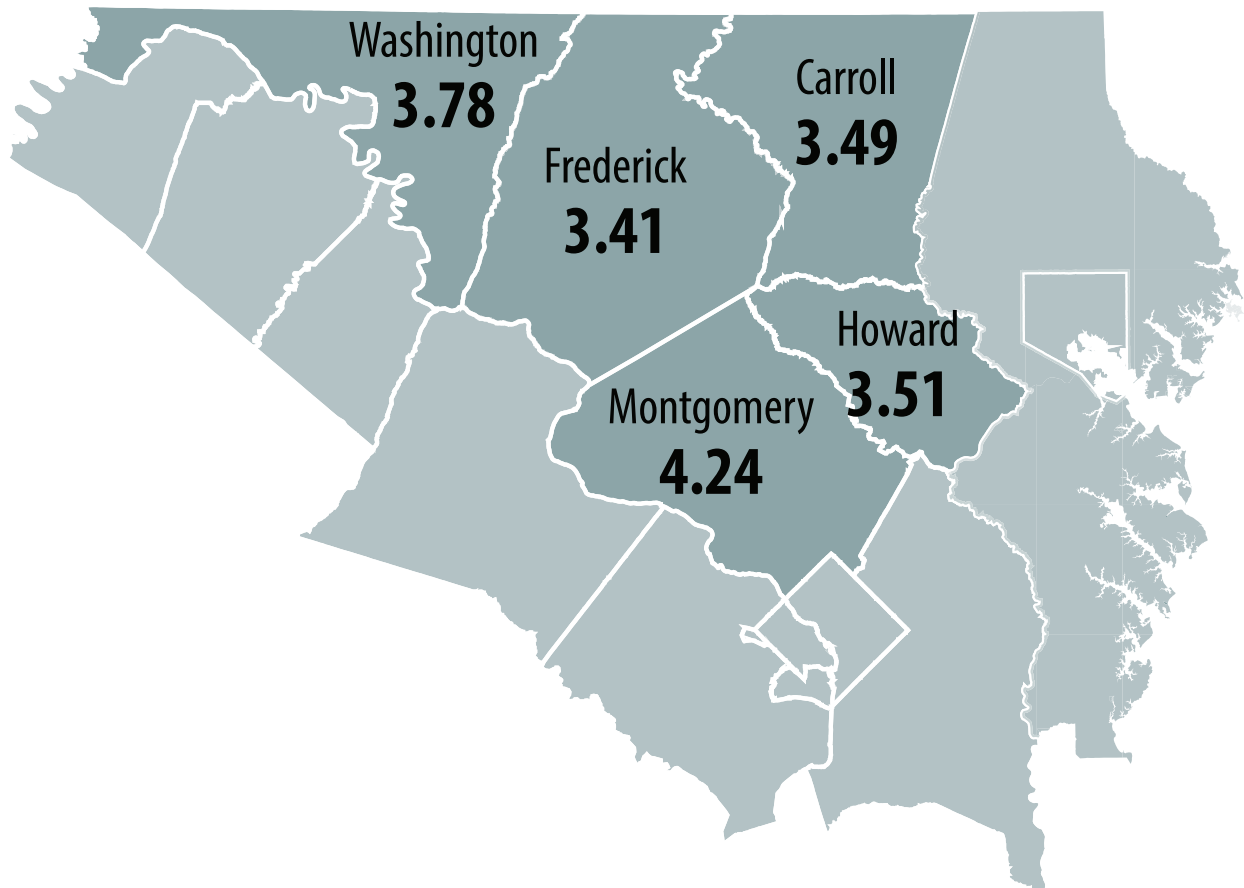 Washington
3.78
Carroll
3.49
Frederick
3.41
Howard
3.51
Montgomery
4.24